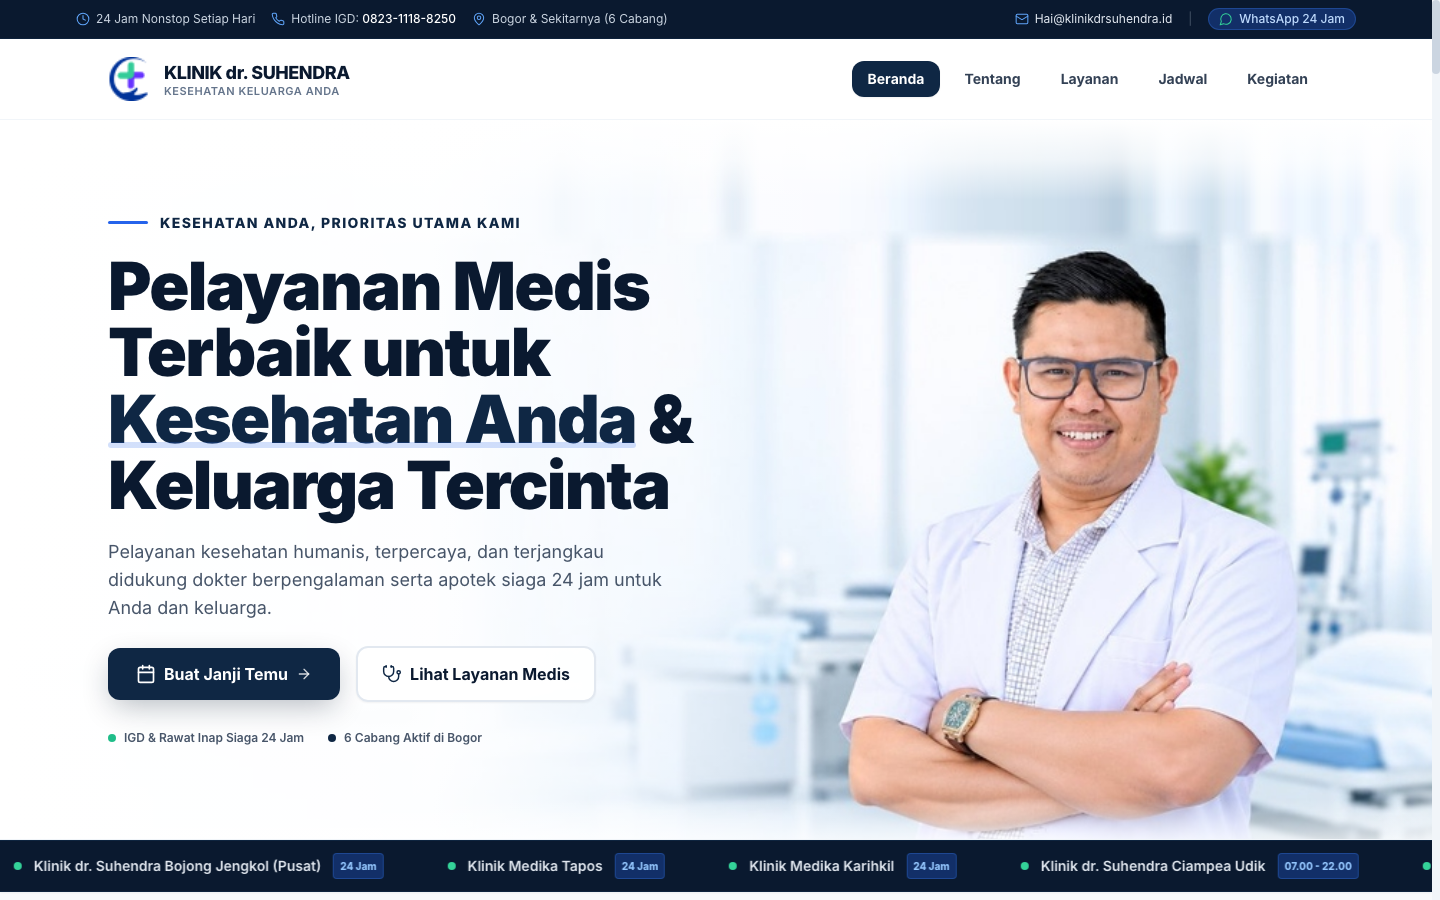 24 Jam Nonstop Setiap Hari
Hotline IGD: 0823-1118-8250
Bogor & Sekitarnya (6 Cabang)
Hai@klinikdrsuhendra.id
WhatsApp 24 Jam
KLINIK dr. SUHENDRA
KESEHATAN KELUARGA ANDA
Beranda
Tentang
Layanan
Jadwal
Kegiatan
KESEHATAN ANDA, PRIORITAS UTAMA KAMI
Pelayanan Medis
Terbaik untuk
Kesehatan Anda &
Keluarga Tercinta
Pelayanan kesehatan humanis, terpercaya, dan terjangkau
didukung dokter berpengalaman serta apotek siaga 24 jam untuk
Anda dan keluarga.
Buat Janji Temu
Lihat Layanan Medis
IGD & Rawat Inap Siaga 24 Jam
6 Cabang Aktif di Bogor
Klinik dr. Suhendra Bojong Jengkol (Pusat) 24 Jam
Klinik Medika Tapos 24 Jam
Klinik Medika Karihkil 24 Jam
Klinik dr. Suhendra Ciampea Udik 07.00 - 22.00